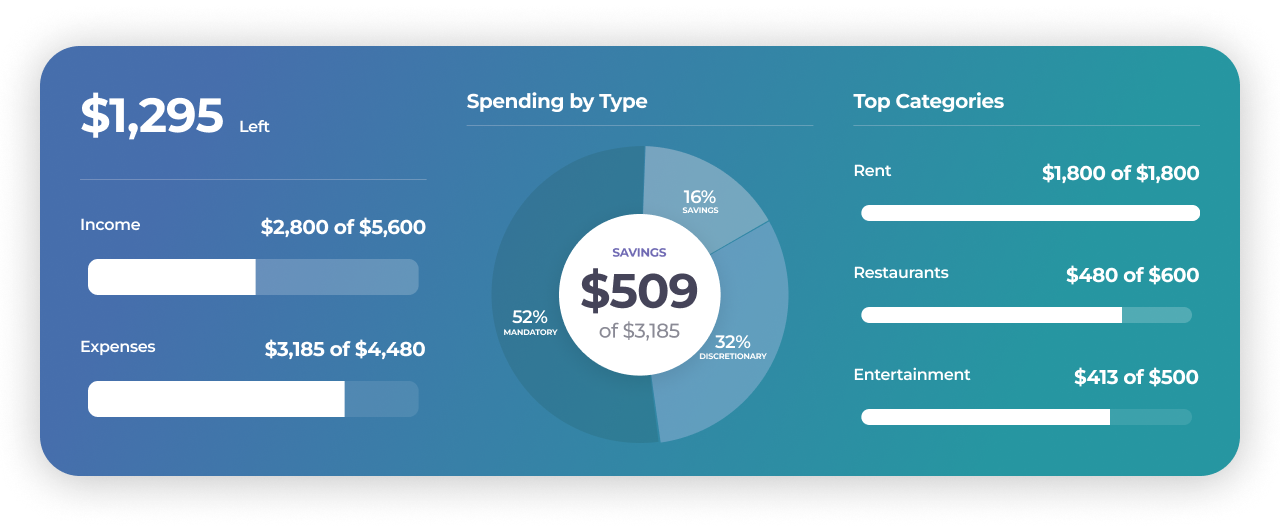 $1,295 Left
Income
$2,800 of $5,600
Expenses
$3,185 of $4,480
Spending by Type
16%
SAVINGS
SAVINGS
$509
of $3,185
52%
MANDATORY
32%
DISCRETIONARY
Top Categories
Rent
$1,800 of $1,800
Restaurants
$480 of $600
Entertainment
$413 of $500